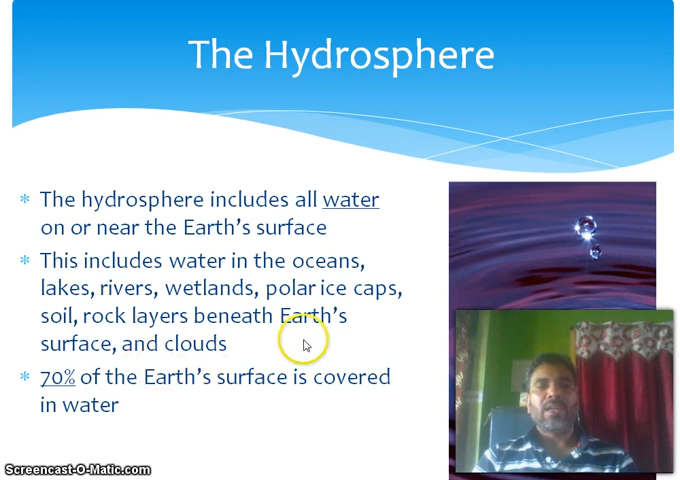 The Hydrosphere
* The hydrosphere includes all water
on or near the Earth's surface
* This includes water in the oceans,
lakes, rivers, wetlands, polar ice caps,
soil, rock layers beneath Earth's
surface, and clouds
* 70% of the Earth's surface is covered
in water
Screencast-O-Matic.com